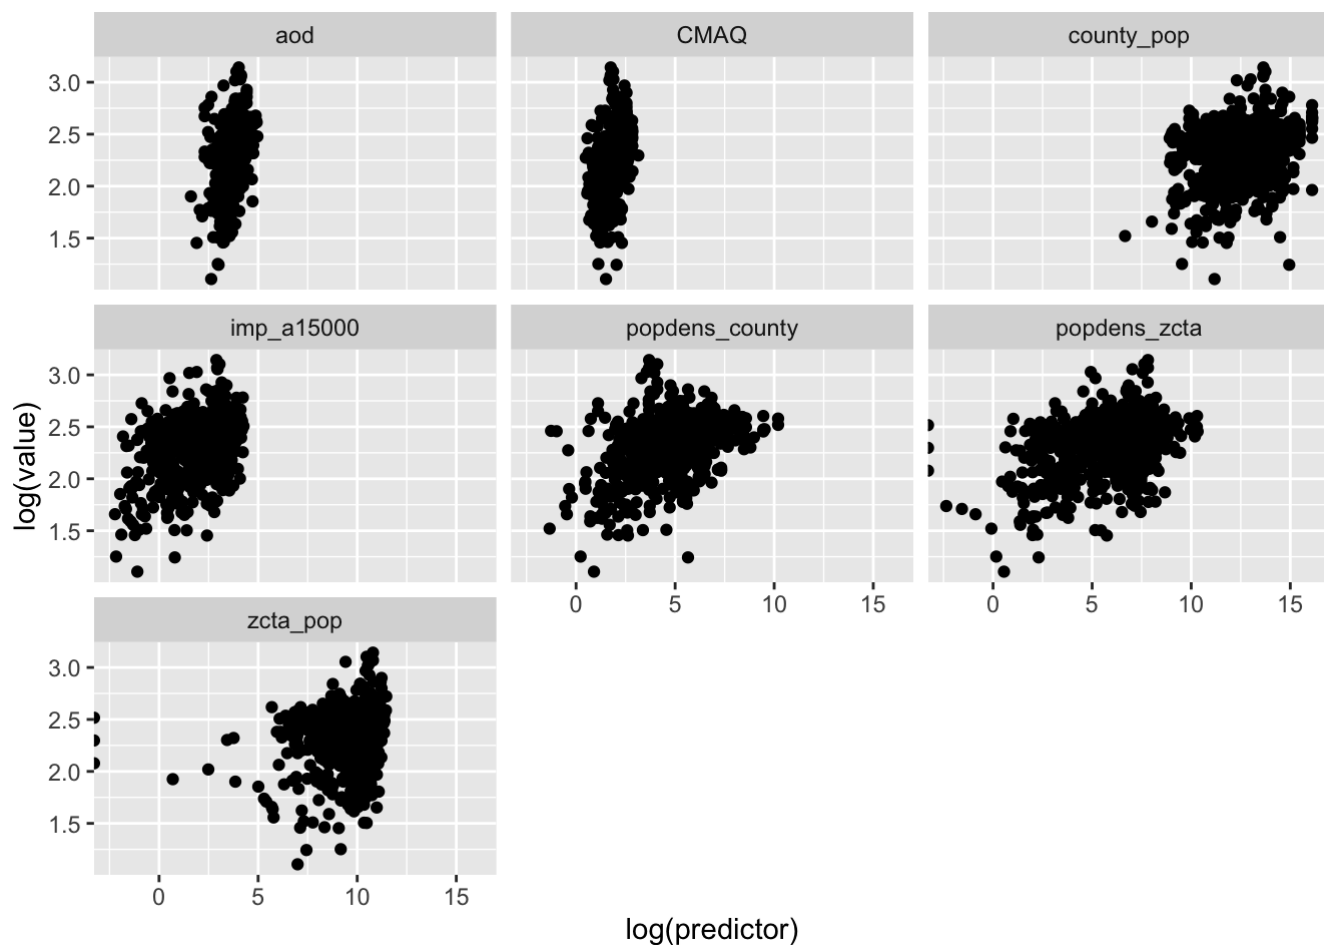 aod CMAQ county_pop
3.0
2.5
2.0
1.5
imp_a15000 popdens_county popdens_zcta
3.0
2.5
2.0
1.5
log(value)
0 5 10 15 0 5 10 15
zcta_pop
3.0
2.5
2.0
1.5
0 5 10 15
log(predictor)